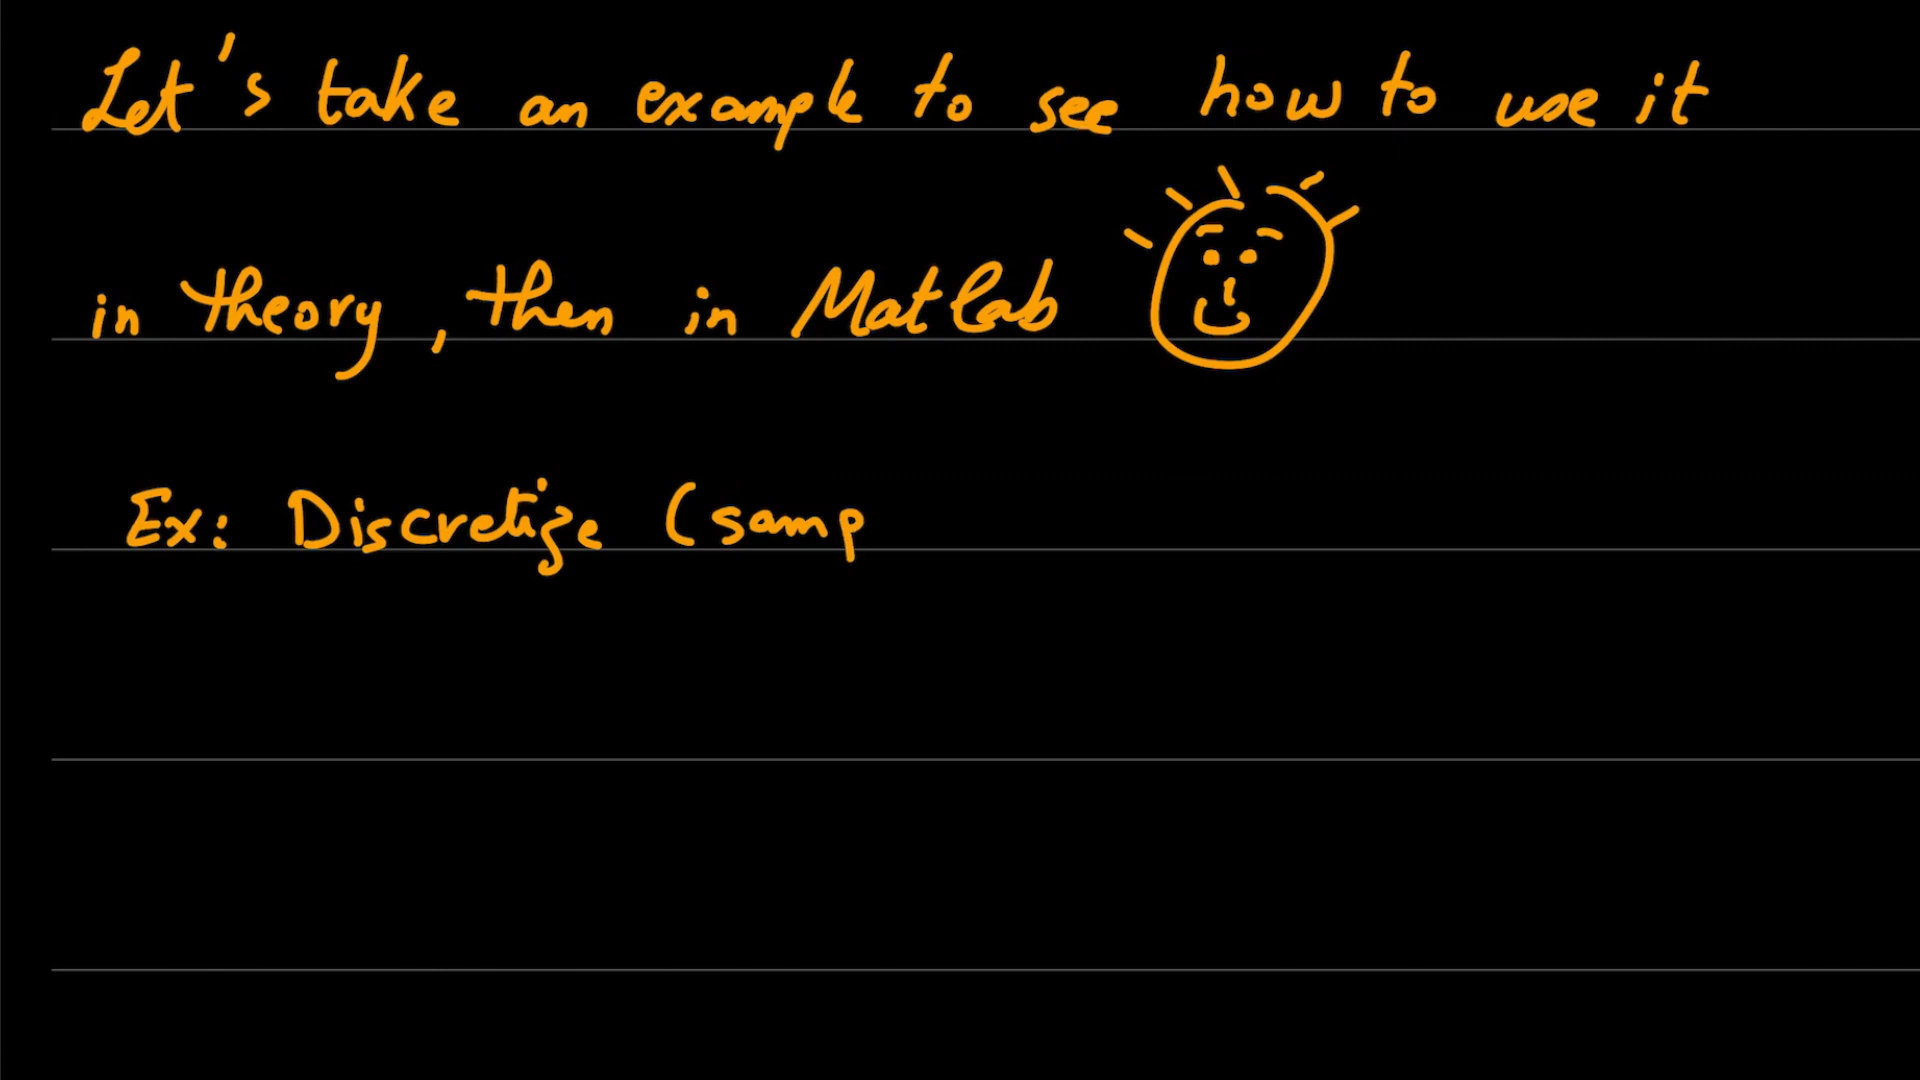 Let's take an example to see how to use it
in theory, then in Matlab
Ex: Discretize (samp